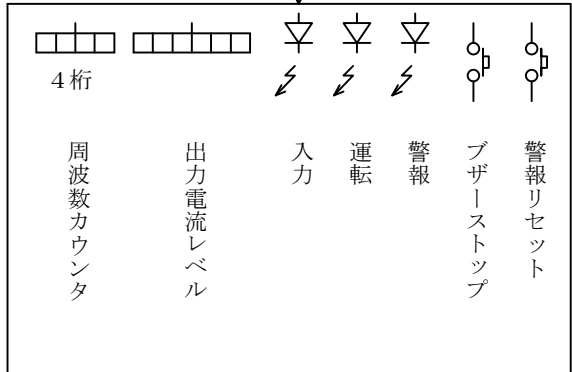 4桁
周波数カウンタ
出力電流レベル
入力
運転
警報
ブザーストップ
警報リセット